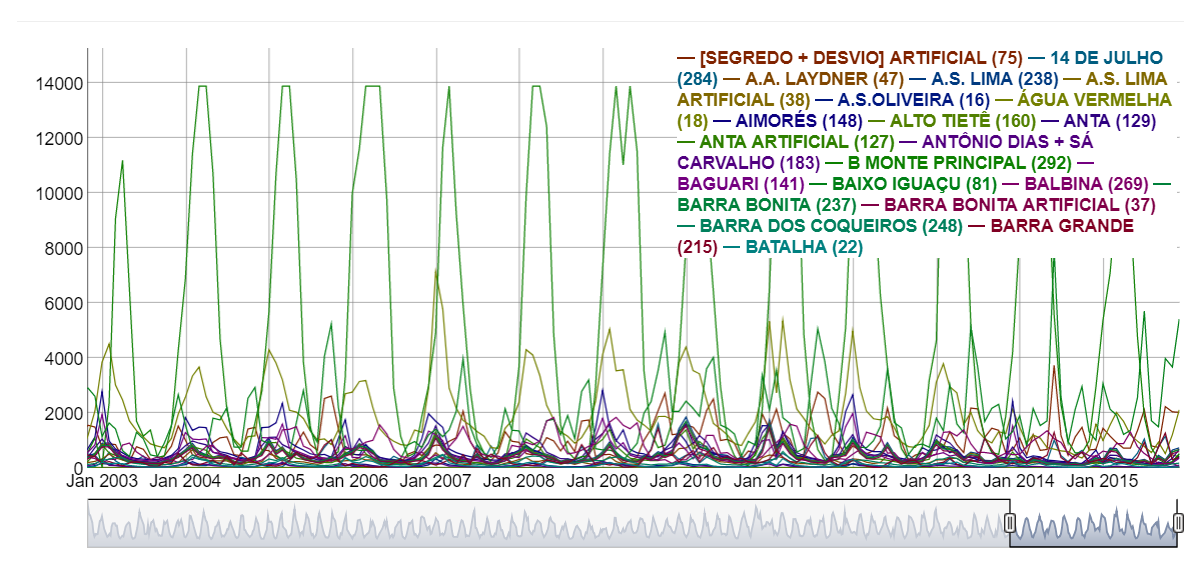 — [SEGREDO + DESVIO] ARTIFICIAL (75) — 14 DE JULHO
(284) — A.A. LAYDNER (47) — A.S. LIMA (238) — A.S. LIMA
ARTIFICIAL (38) — A.S.OLIVEIRA (16) — ÁGUA VERMELHA
(18) — AIMORÉS (148) — ALTO TIETÊ (160) — ANTA (129)
— ANTA ARTIFICIAL (127) — ANTÔNIO DIAS + SÁ
CARVALHO (183) — B MONTE PRINCIPAL (292) —
BAGUARI (141) — BAIXO IGUAÇU (81) — BALBINA (269) —
BARRA BONITA (237) — BARRA BONITA ARTIFICIAL (37)
— BARRA DOS COQUEIROS (248) — BARRA GRANDE
(215) — BATALHA (22)
14000
12000
10000
8000
6000
4000
2000
0
Jan 2003 Jan 2004 Jan 2005 Jan 2006 Jan 2007 Jan 2008 Jan 2009 Jan 2010 Jan 2011 Jan 2012 Jan 2013 Jan 2014 Jan 2015